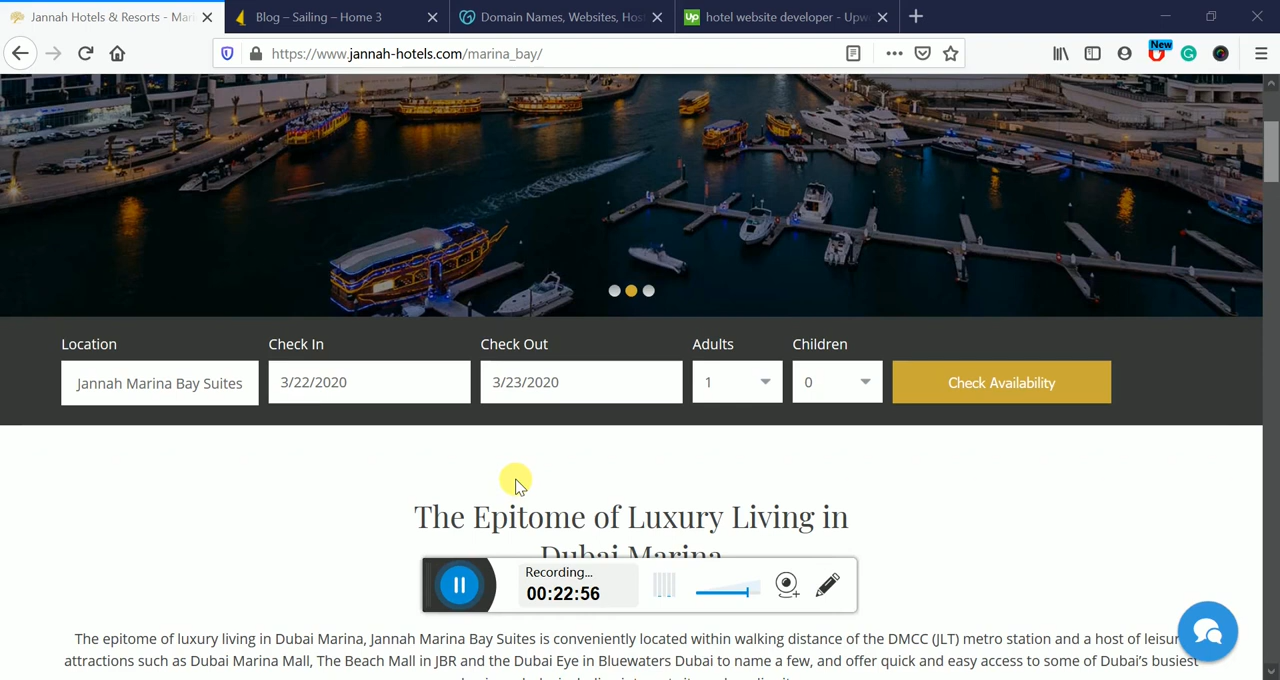 Jannah Hotels & Resorts - Mari
Blog – Sailing – Home 3
Domain Names, Websites, Hos
Up
hotel website developer - Upw
https://www.jannah-hotels.com/marina_bay/
New
Location
Check In
Check Out
Adults
Children
Jannah Marina Bay Suites
3/22/2020
3/23/2020
1
0
Check Availability
The Epitome of Luxury Living in
Dubai Marina
Recording...
00:22:56
The epitome of luxury living in Dubai Marina, Jannah Marina Bay Suites is conveniently located within walking distance of the DMCC (JLT) metro station and a host of leisur
attractions such as Dubai Marina Mall, The Beach Mall in JBR and the Dubai Eye in Bluewaters Dubai to name a few, and offer quick and easy access to some of Dubai's busiest